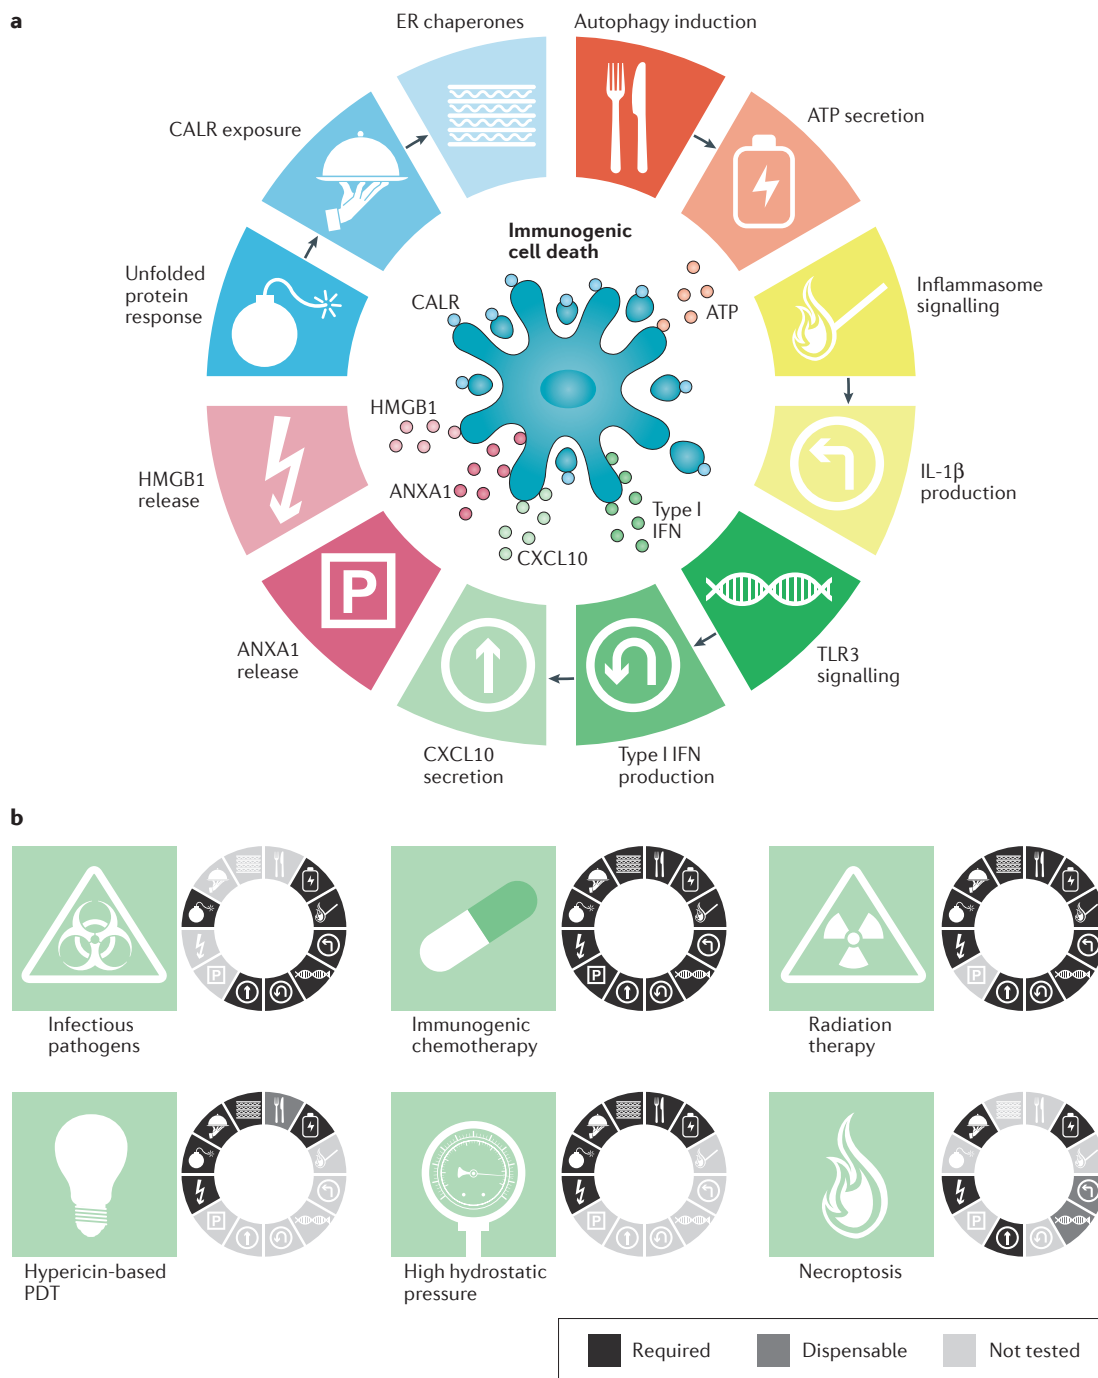 a
ER chaperones
Autophagy induction
CALR exposure
ATP secretion
Unfolded
protein
response
Immunogenic
cell death
Inflammasome
signalling
CALR
ATP
HMGB1
HMGB1
release
ANXA1
IL-1β
production
Type I
IFN
CXCL10
P
ANXA1
release
TLR3
signalling
CXCL10
secretion
Type I IFN
production
b
P
P
P
Infectious
pathogens
Immunogenic
chemotherapy
Radiation
therapy
P
P
P
Hypericin-based
PDT
High hydrostatic
pressure
Necroptosis
Required
Dispensable
Not tested